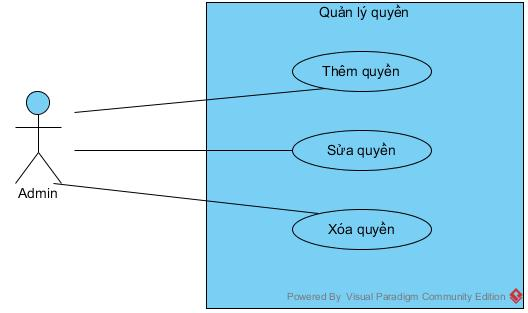 Quản lý quyền
Thêm quyền
Sửa quyền
Xóa quyền
Admin
Powered By Visual Paradigm Community Edition